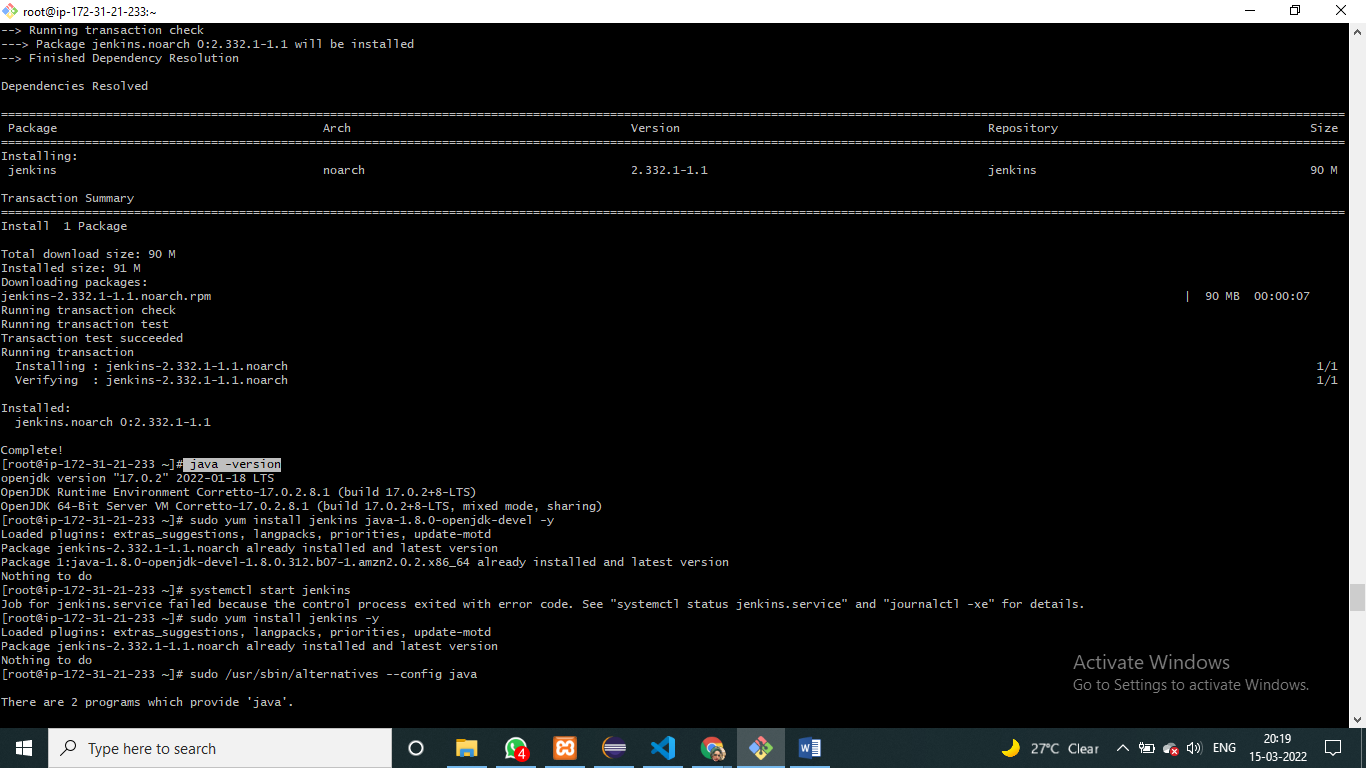 root@ip-172-31-21-233:~
--> Running transaction check
---> Package jenkins.noarch 0:2.332.1-1.1 will be installed
--> Finished Dependency Resolution
Dependencies Resolved
================================================================================
Package Arch Version Repository Size
================================================================================
Installing:
jenkins noarch 2.332.1-1.1 jenkins 90 M
Transaction Summary
================================================================================
Install  1 Package
Total download size: 90 M
Installed size: 91 M
Downloading packages:
jenkins-2.332.1-1.1.noarch.rpm | 90 MB 00:00:07
Running transaction check
Running transaction test
Transaction test succeeded
Running transaction
Installing : jenkins-2.332.1-1.1.noarch 1/1
Verifying  : jenkins-2.332.1-1.1.noarch 1/1
Installed:
jenkins.noarch 0:2.332.1-1.1
Complete!
[root@ip-172-31-21-233 ~]# java -version
openjdk version "17.0.2" 2022-01-18 LTS
OpenJDK Runtime Environment Corretto-17.0.2.8.1 (build 17.0.2+8-LTS)
OpenJDK 64-Bit Server VM Corretto-17.0.2.8.1 (build 17.0.2+8-LTS, mixed mode, sharing)
[root@ip-172-31-21-233 ~]# sudo yum install jenkins java-1.8.0-openjdk-devel -y
Loaded plugins: extras_suggestions, langpacks, priorities, update-motd
Package jenkins-2.332.1-1.1.noarch already installed and latest version
Package 1:java-1.8.0-openjdk-devel-1.8.0.312.b07-1.amzn2.0.2.x86_64 already installed and latest version
Nothing to do
[root@ip-172-31-21-233 ~]# systemctl start jenkins
Job for jenkins.service failed because the control process exited with error code. See "systemctl status jenkins.service" and "journalctl -xe" for details.
[root@ip-172-31-21-233 ~]# sudo yum install jenkins -y
Loaded plugins: extras_suggestions, langpacks, priorities, update-motd
Package jenkins-2.332.1-1.1.noarch already installed and latest version
Nothing to do
[root@ip-172-31-21-233 ~]# sudo /usr/sbin/alternatives --config java
There are 2 programs which provide 'java'.
Activate Windows
Go to Settings to activate Windows.
Type here to search
4
27°C Clear
ENG
20:19
15-03-2022